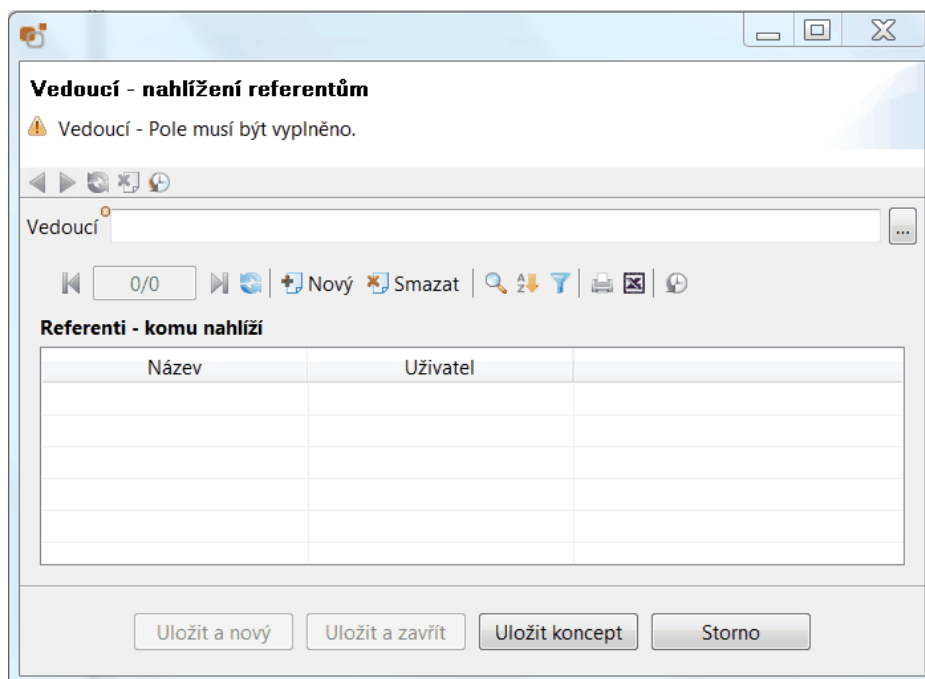 Vedoucí - nahlížení referentům
Vedoucí - Pole musí být vyplněno.
Vedoucí ...
0/0 Nový Smazat
Referenti - komu nahlíží
Název Uživatel
Uložit a nový Uložit a zavřít Uložit koncept Storno